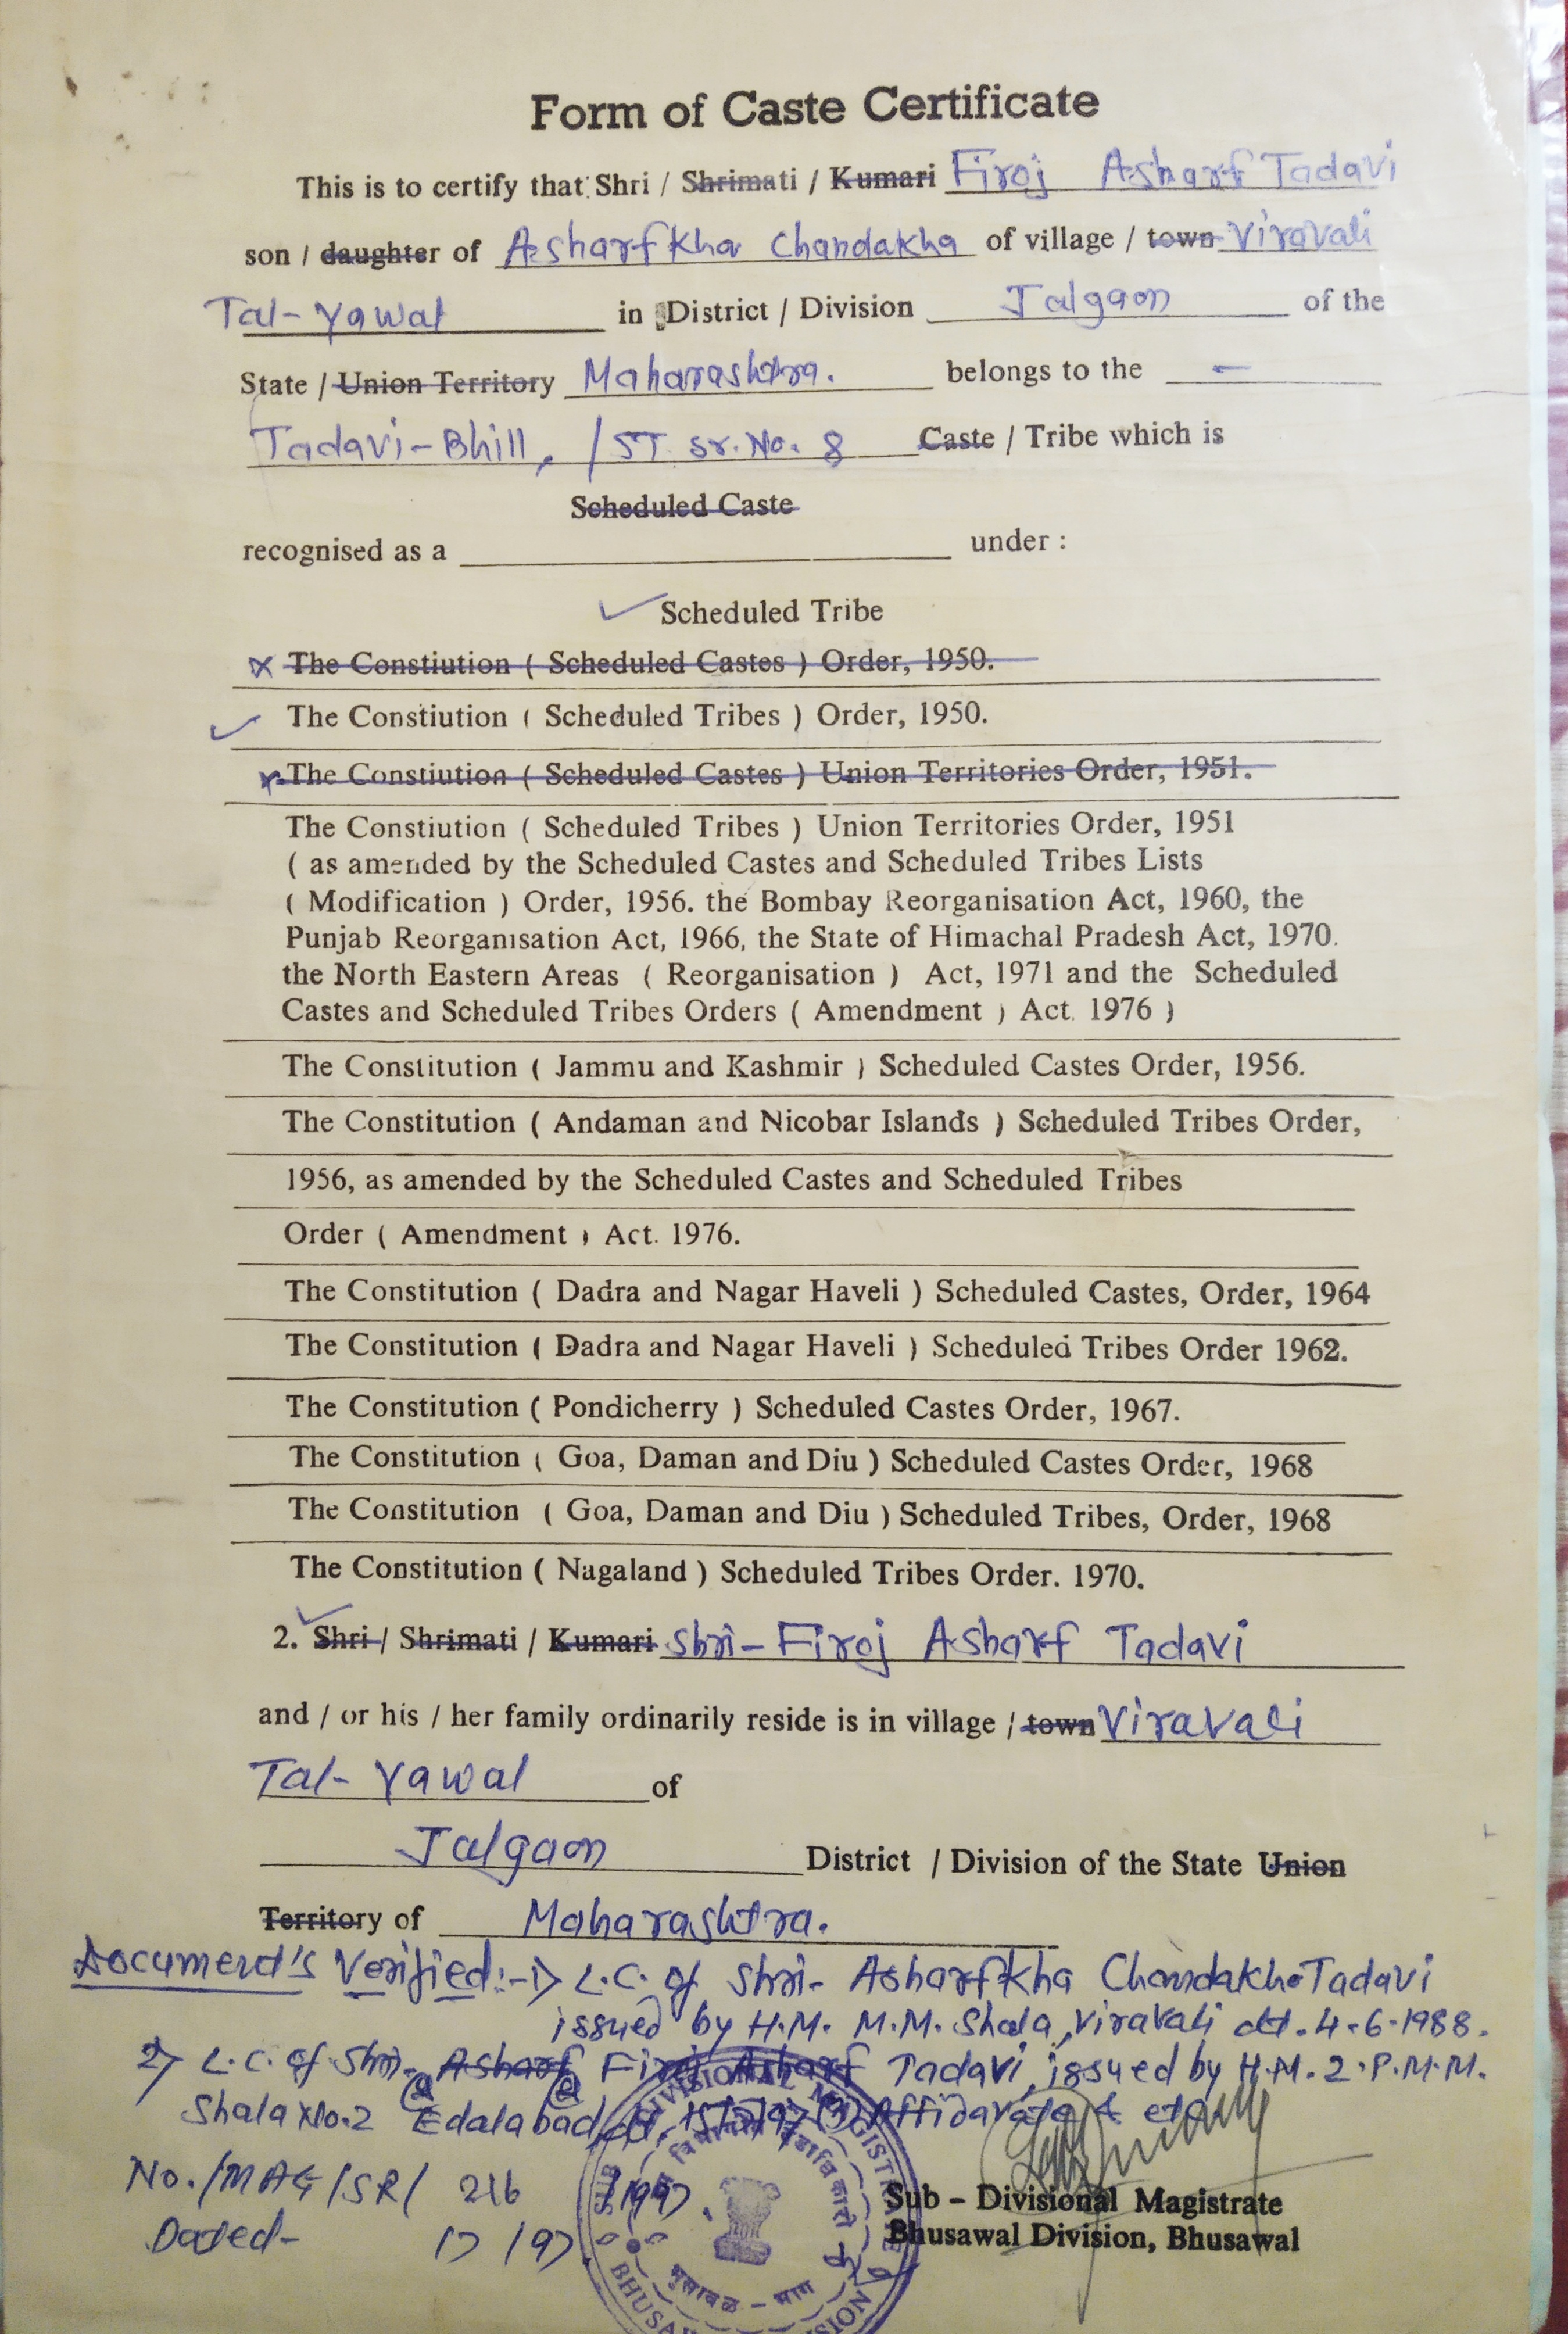 Form of Caste Certificate
This is to certify that Shri / Shrimati / Kumari Firoj Asharf Tadavi
son / daughter of Asharfkha Chandakha of village / town Viravali
Tal- Yawal in District / Division Jalgaon of the
State / Union Territory Maharashtra. belongs to the —
Tadavi-Bhill, / ST Sr.No. 8 Caste / Tribe which is
Scheduled Caste
recognised as a under :
Scheduled Tribe
The Constiution ( Scheduled Castes ) Order, 1950.
The Constiution ( Scheduled Tribes ) Order, 1950.
The Constiution ( Scheduled Castes ) Union Territories Order, 1951.
The Constiution ( Scheduled Tribes ) Union Territories Order, 1951
( as amended by the Scheduled Castes and Scheduled Tribes Lists
( Modification ) Order, 1956. the Bombay Reorganisation Act, 1960, the
Punjab Reorganisation Act, 1966, the State of Himachal Pradesh Act, 1970.
the North Eastern Areas ( Reorganisation ) Act, 1971 and the Scheduled
Castes and Scheduled Tribes Orders ( Amendment ) Act. 1976 )
The Constitution ( Jammu and Kashmir ) Scheduled Castes Order, 1956.
The Constitution ( Andaman and Nicobar Islands ) Scheduled Tribes Order,
1956, as amended by the Scheduled Castes and Scheduled Tribes
Order ( Amendment ) Act. 1976.
The Constitution ( Dadra and Nagar Haveli ) Scheduled Castes, Order, 1964
The Constitution ( Dadra and Nagar Haveli ) Scheduled Tribes Order 1962.
The Constitution ( Pondicherry ) Scheduled Castes Order, 1967.
The Constitution ( Goa, Daman and Diu ) Scheduled Castes Order, 1968
The Constitution ( Goa, Daman and Diu ) Scheduled Tribes, Order, 1968
The Constitution ( Nagaland ) Scheduled Tribes Order. 1970.
2. Shri / Shrimati / Kumari Shri- Firoj Asharf Tadavi
and / or his / her family ordinarily reside is in village / town Viravali
Tal- Yawal of
Jalgaon District / Division of the State Union
Territory of Maharashtra.
Document's Verified:- 1) L.C. of Shri- Asharfkha Chandakha Tadavi
issued by H.M. M.M. Shala, Viravali dt. 4-6-1988.
2) L.C. of Shri- Asharf Firoj Asharf Tadavi, issued by H.M. 2. P.M.M.
Shala No.2 Edalabad
No./MAG/SR/ 216 /1997.
Dated- 17 /97.
Sub - Divisional Magistrate
Bhusawal Division, Bhusawal
भुसावळ - भाग